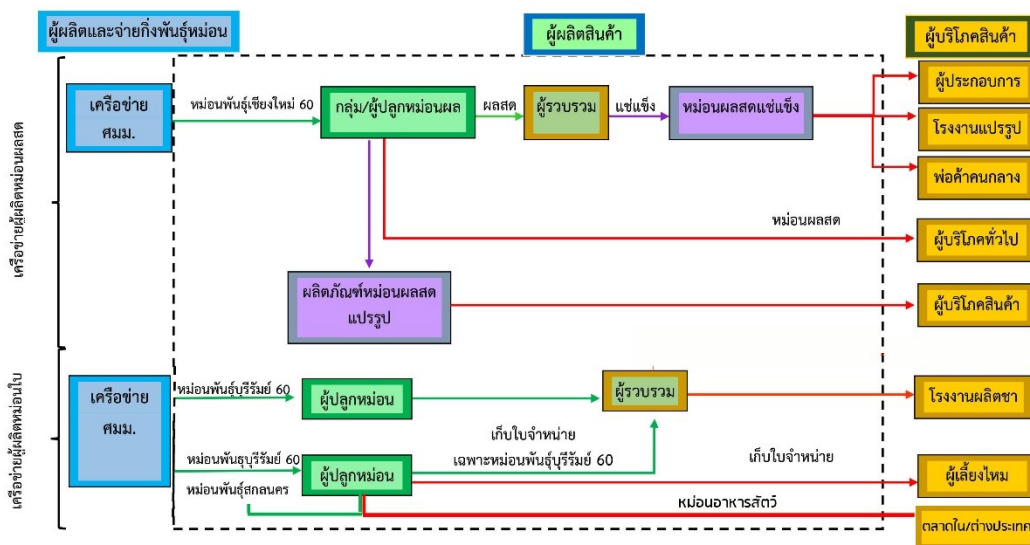 ผู้ผลิตและจ่ายกิ่งพันธุ์หม่อน
ผู้ผลิตสินค้า
ผู้บริโภคสินค้า
เครือข่ายผู้ผลิตหม่อนผลสด
เครือข่าย
ศมม.
หม่อนพันธุ์เชียงใหม่ 60
กลุ่ม/ผู้ปลูกหม่อนผล
ผลสด
ผู้รวบรวม
แช่แข็ง
หม่อนผลสดแช่แข็ง
ผู้ประกอบการ
โรงงานแปรรูป
พ่อค้าคนกลาง
หม่อนผลสด
ผู้บริโภคทั่วไป
ผลิตภัณฑ์หม่อนผลสด
แปรรูป
ผู้บริโภคสินค้า
เครือข่ายผู้ผลิตหม่อนใบ
เครือข่าย
ศมม.
หม่อนพันธุ์บุรีรัมย์ 60
ผู้ปลูกหม่อน
ผู้รวบรวม
โรงงานผลิตชา
หม่อนพันธุบุรีรัมย์ 60
หม่อนพันธุ์สกลนคร
ผู้ปลูกหม่อน
เก็บใบจำหน่าย
เฉพาะหม่อนพันธุ์บุรีรัมย์ 60
เก็บใบจำหน่าย
ผู้เลี้ยงไหม
หม่อนอาหารสัตว์
ตลาดใน/ต่างประเทศ